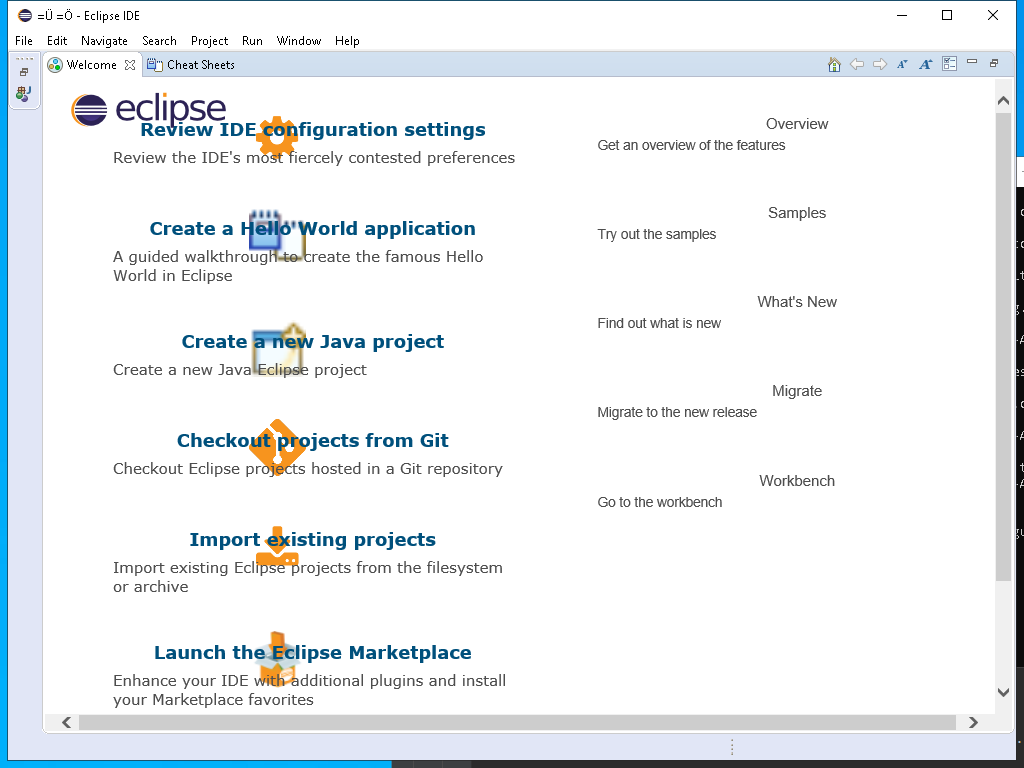 =Ü =Ö - Eclipse IDE
File Edit Navigate Search Project Run Window Help
Welcome Cheat Sheets
eclipse
Review IDE configuration settings
Review the IDE's most fiercely contested preferences
Create a Hello World application
A guided walkthrough to create the famous Hello
World in Eclipse
Create a new Java project
Create a new Java Eclipse project
Checkout projects from Git
Checkout Eclipse projects hosted in a Git repository
Import existing projects
Import existing Eclipse projects from the filesystem
or archive
Launch the Eclipse Marketplace
Enhance your IDE with additional plugins and install
your Marketplace favorites
Overview
Get an overview of the features
Samples
Try out the samples
What's New
Find out what is new
Migrate
Migrate to the new release
Workbench
Go to the workbench